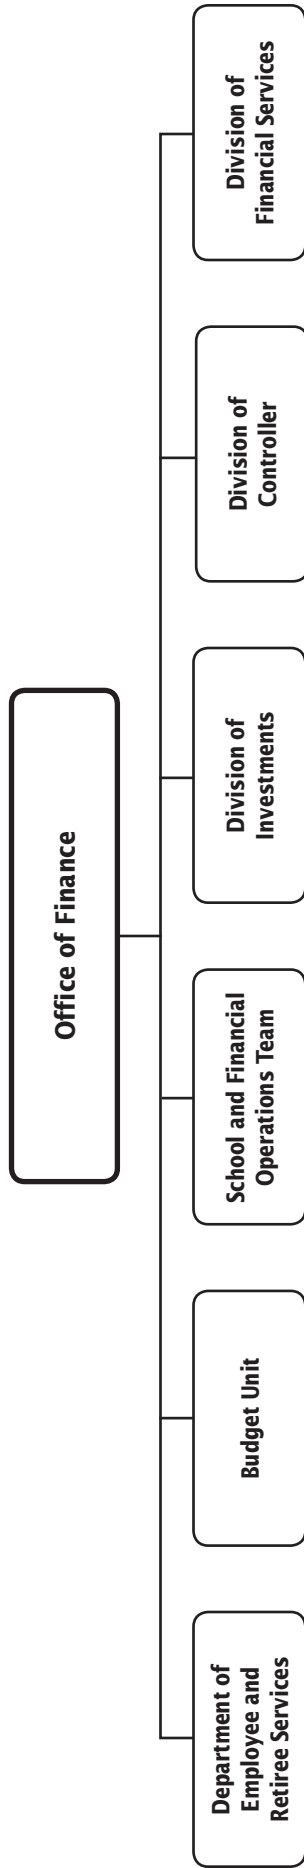 Office of Finance
Department of
Employee and
Retiree Services
Budget Unit
School and Financial
Operations Team
Division of
Investments
Division of
Controller
Division of
Financial Services